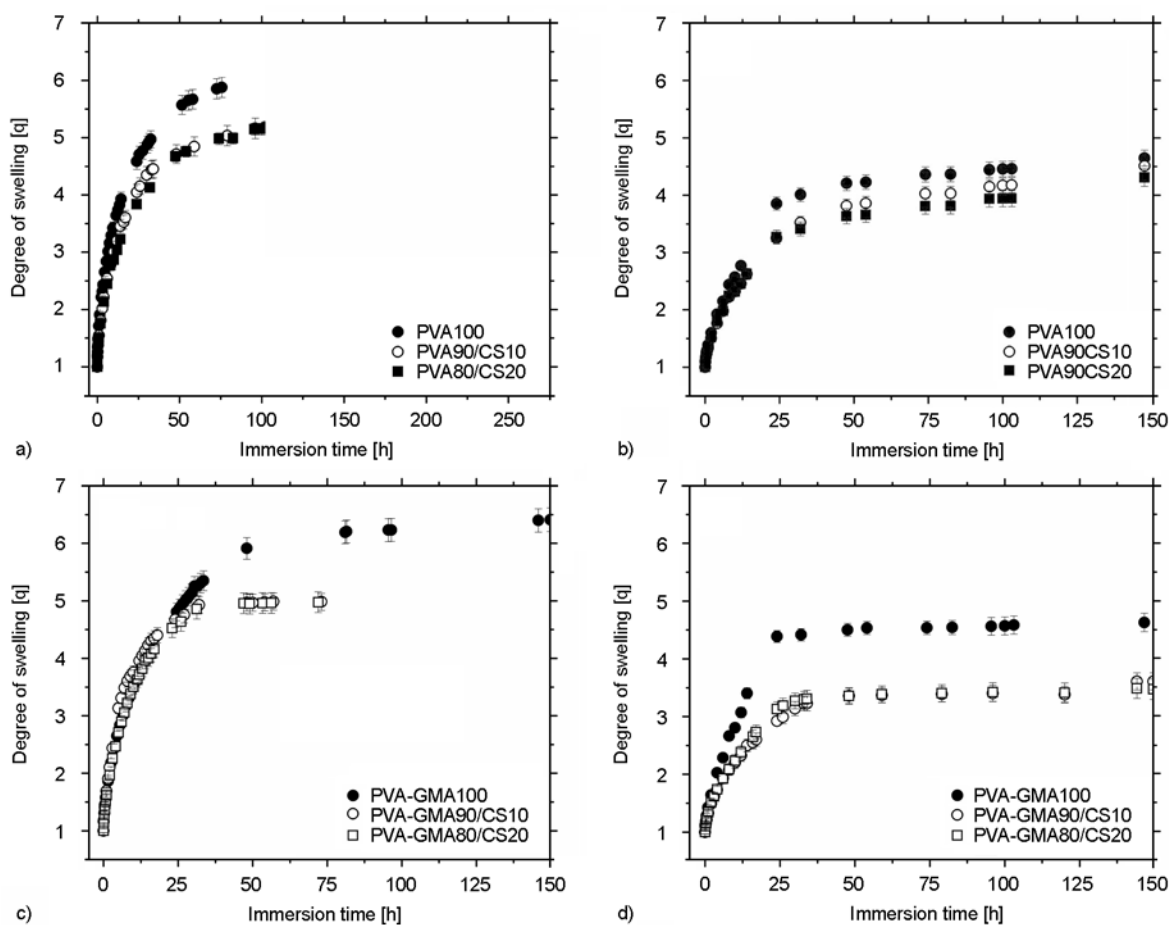 7
6
5
4
3
2
1
Degree of swelling [q]
PVA100
PVA90/CS10
PVA80/CS20
0 50 100 150 200 250
a) Immersion time [h]
7
6
5
4
3
2
1
Degree of swelling [q]
PVA100
PVA90CS10
PVA90CS20
0 25 50 75 100 125 150
b) Immersion time [h]
7
6
5
4
3
2
1
Degree of swelling [q]
PVA-GMA100
PVA-GMA90/CS10
PVA-GMA80/CS20
0 25 50 75 100 125 150
c) Immersion time [h]
7
6
5
4
3
2
1
Degree of swelling [q]
PVA-GMA100
PVA-GMA90/CS10
PVA-GMA80/CS20
0 25 50 75 100 125 150
d) Immersion time [h]